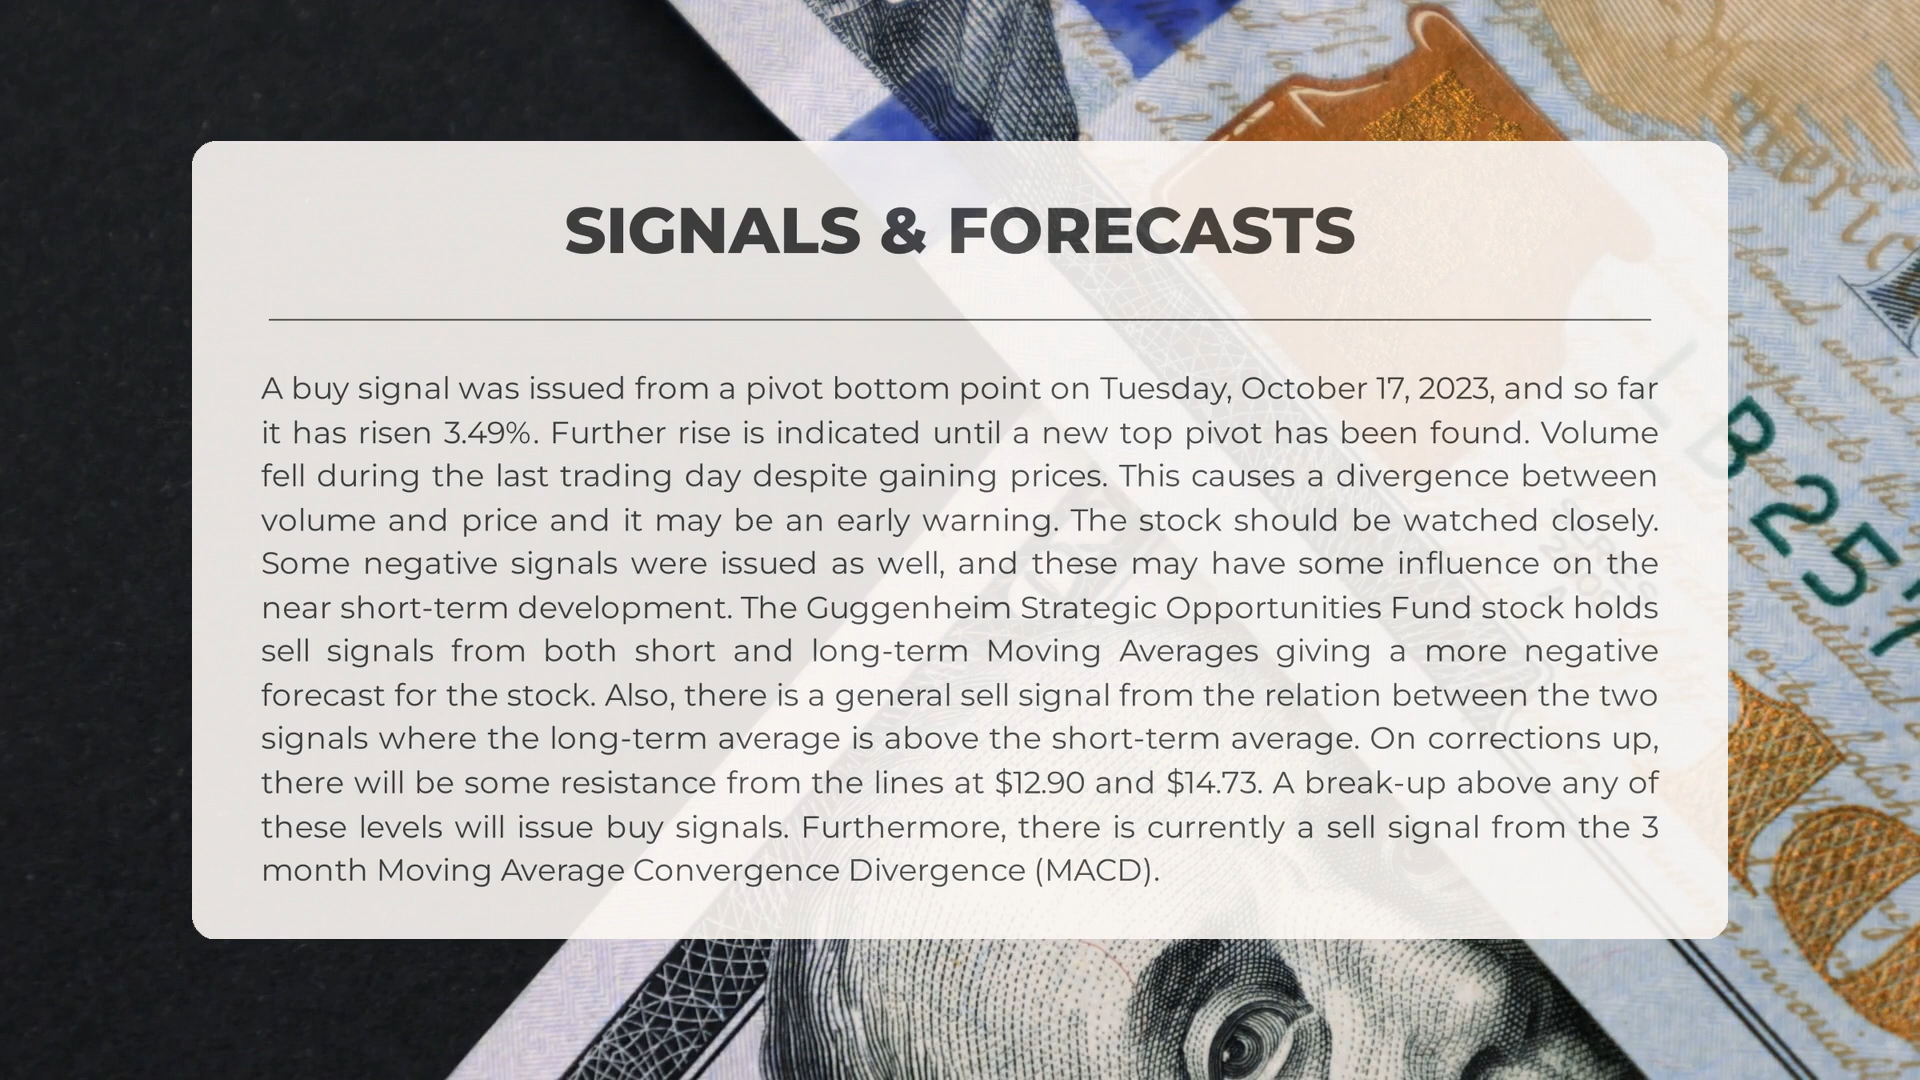 SIGNALS & FORECASTS
A buy signal was issued from a pivot bottom point on Tuesday, October 17, 2023, and so far
it has risen 3.49%. Further rise is indicated until a new top pivot has been found. Volume
fell during the last trading day despite gaining prices. This causes a divergence between
volume and price and it may be an early warning. The stock should be watched closely.
Some negative signals were issued as well, and these may have some influence on the
near short-term development. The Guggenheim Strategic Opportunities Fund stock holds
sell signals from both short and long-term Moving Averages giving a more negative
forecast for the stock. Also, there is a general sell signal from the relation between the two
signals where the long-term average is above the short-term average. On corrections up,
there will be some resistance from the lines at $12.90 and $14.73. A break-up above any of
these levels will issue buy signals. Furthermore, there is currently a sell signal from the 3
month Moving Average Convergence Divergence (MACD).